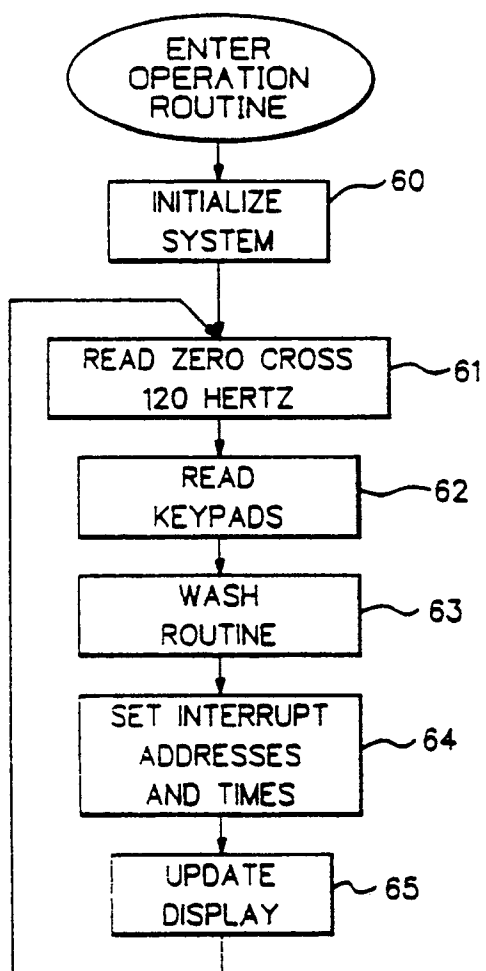 ENTER
OPERATION
ROUTINE
INITIALIZE
SYSTEM
60
READ ZERO CROSS
120 HERTZ
61
READ
KEYPADS
62
WASH
ROUTINE
63
SET INTERRUPT
ADDRESSES
AND TIMES
64
UPDATE
DISPLAY
65